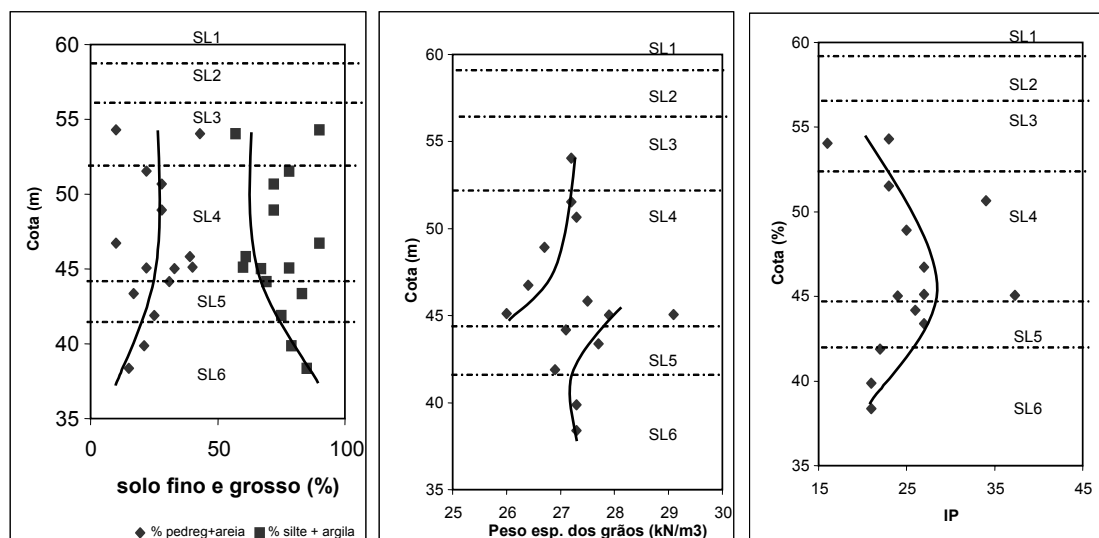 SL1
60
SL2
55
SL3
50
SL4
45
SL5
40
SL6
35
0
50
100
Cota (m)
solo fino e grosso (%)
% pedreg+areia
% silte + argila
SL1
60
SL2
55
SL3
50
SL4
45
SL5
40
SL6
35
25
26
27
28
29
30
Cota (m)
Peso esp. dos grãos (kN/m3)
SL1
60
SL2
55
SL3
50
SL4
45
SL5
40
SL6
35
15
25
35
45
Cota (%)
IP